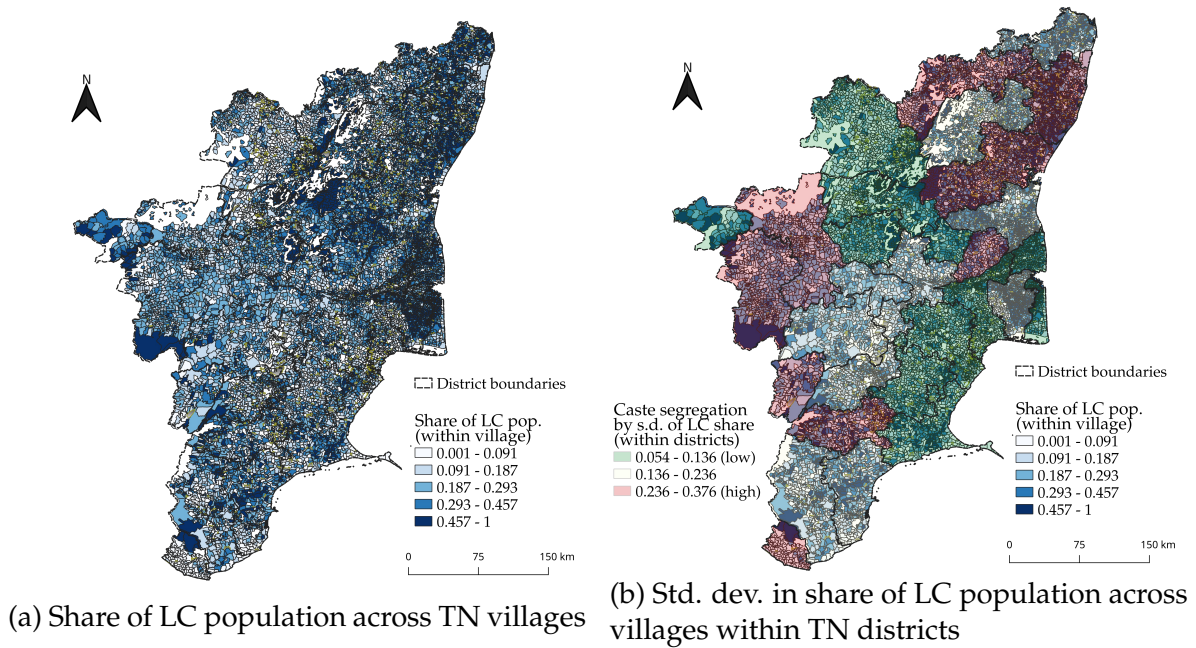 N
District boundaries
Share of LC pop.
(within village)
0.001 - 0.091
0.091 - 0.187
0.187 - 0.293
0.293 - 0.457
0.457 - 1
0 75 150 km
(a) Share of LC population across TN villages
N
Caste segregation
by s.d. of LC share
(within districts)
0.054 - 0.136 (low)
0.136 - 0.236
0.236 - 0.376 (high)
District boundaries
Share of LC pop.
(within village)
0.001 - 0.091
0.091 - 0.187
0.187 - 0.293
0.293 - 0.457
0.457 - 1
0 75 150 km
(b) Std. dev. in share of LC population across
villages within TN districts